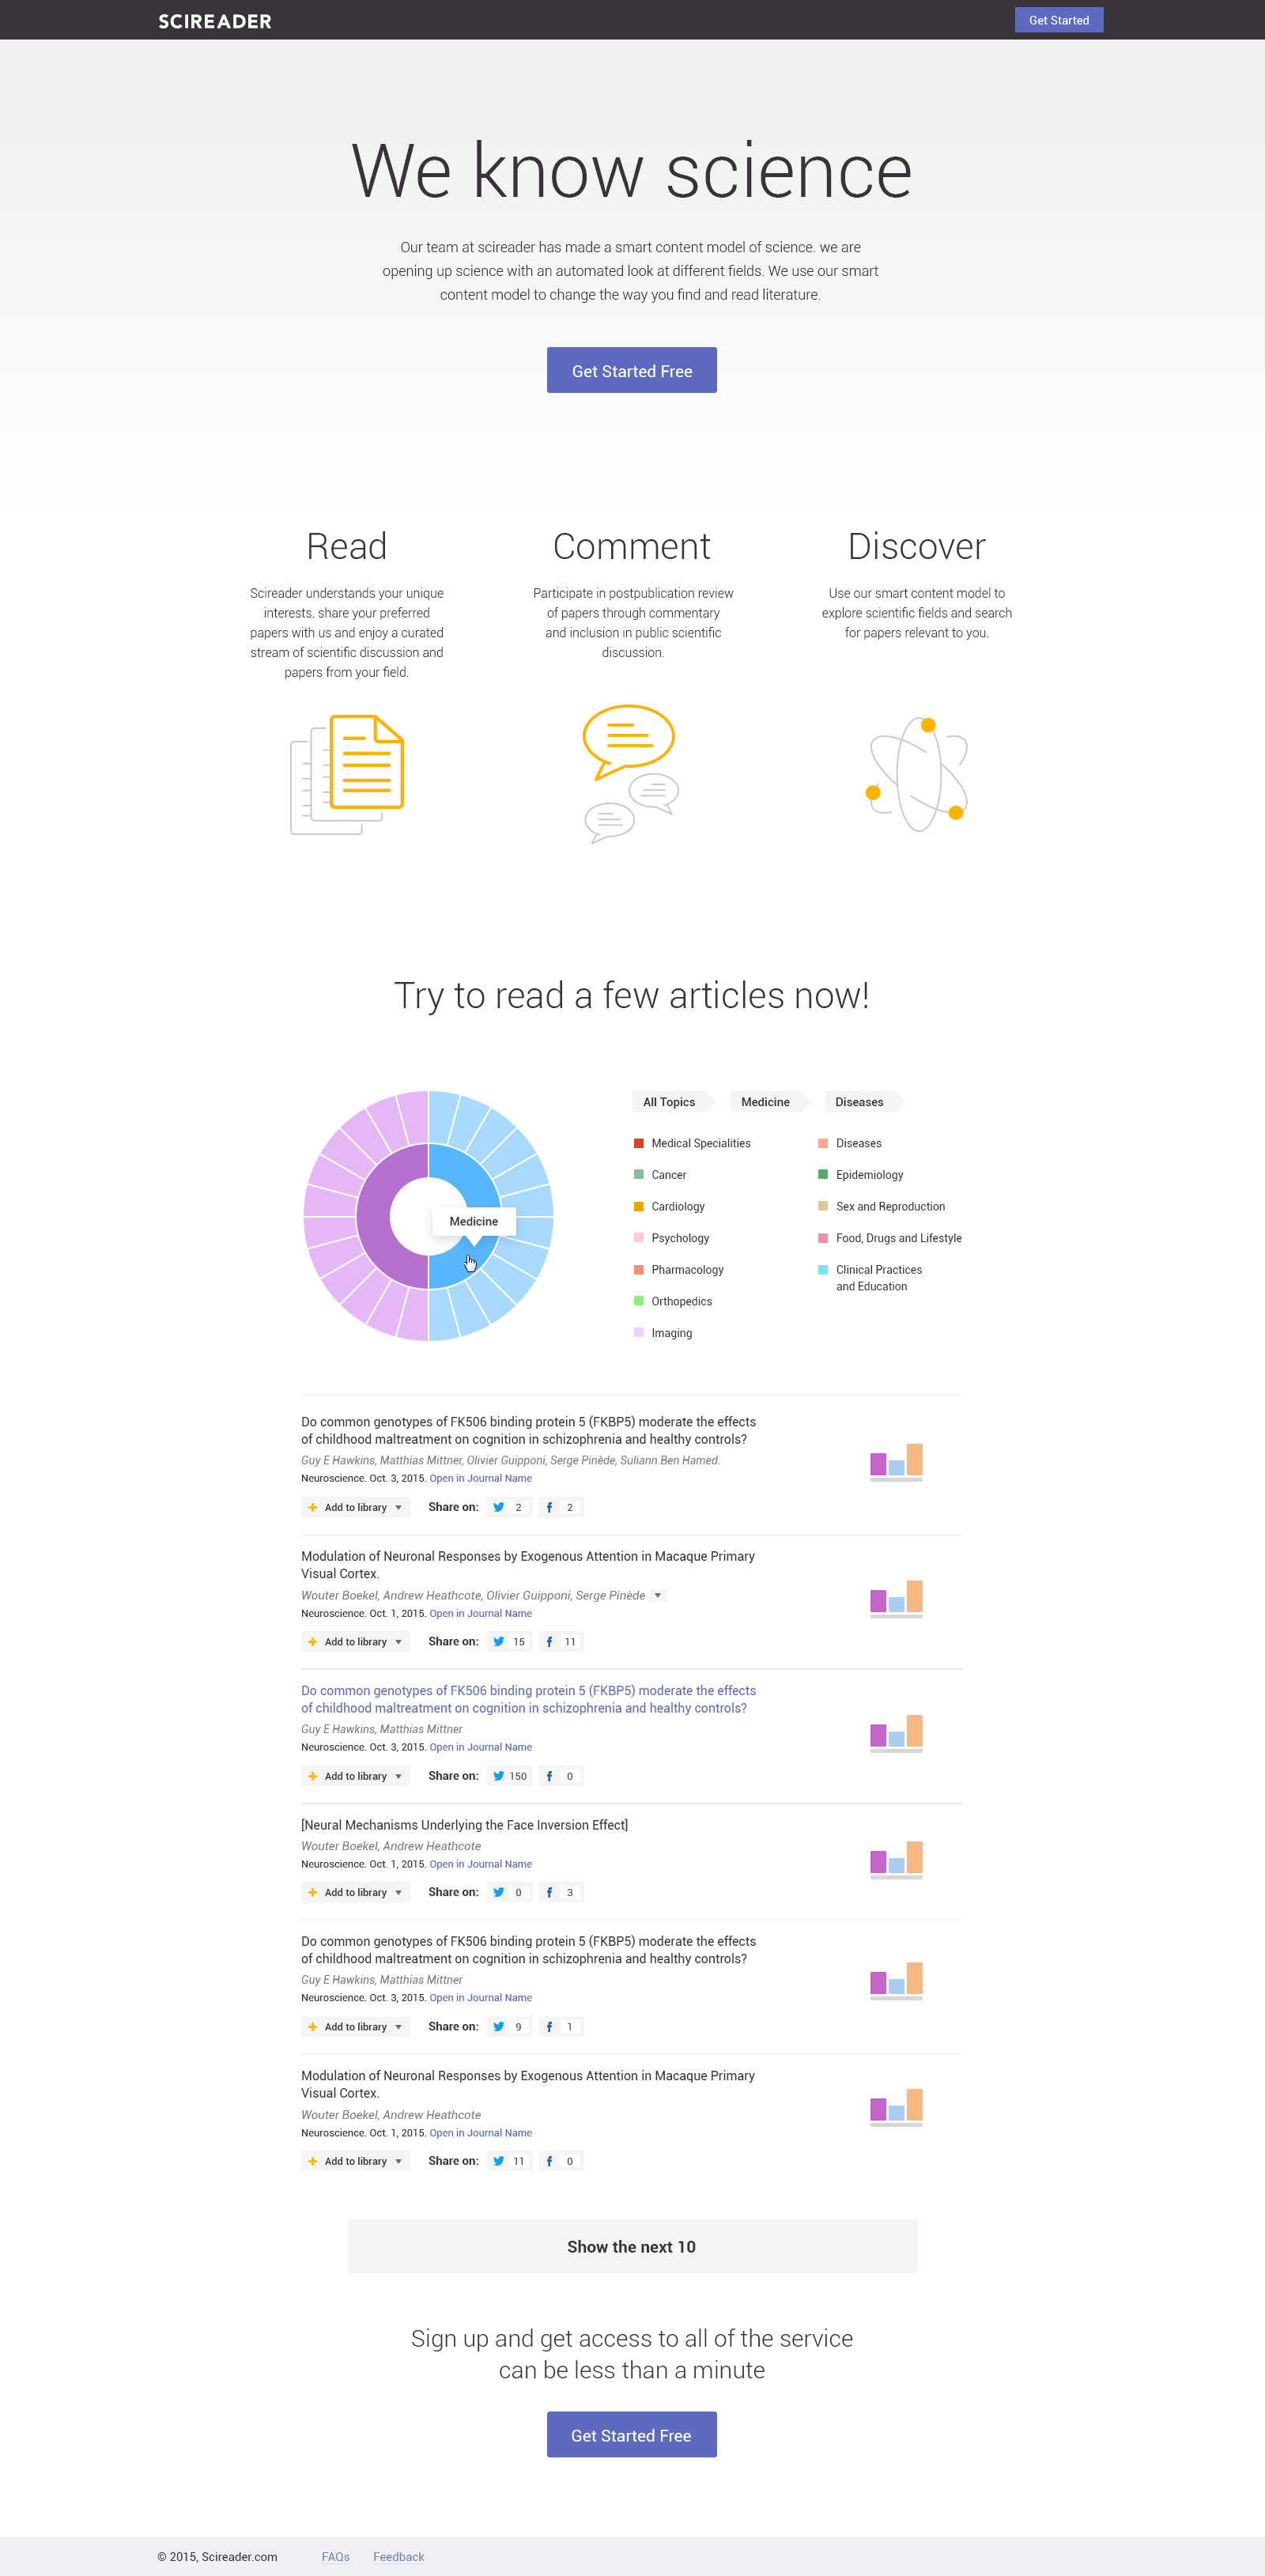 SCIREADER
Get Started
We know science
Our team at scireader has made a smart content model of science. we are
opening up science with an automated look at different fields. We use our smart
content model to change the way you find and read literature.
Get Started Free
Read
Scireader understands your unique
interests. share your preferred
papers with us and enjoy a curated
stream of scientific discussion and
papers from your field.
Comment
Participate in postpublication review
of papers through commentary
and inclusion in public scientific
discussion.
Discover
Use our smart content model to
explore scientific fields and search
for papers relevant to you.
Try to read a few articles now!
Medicine
All Topics
Medicine
Diseases
Medical Specialities
Cancer
Cardiology
Psychology
Pharmacology
Orthopedics
Imaging
Diseases
Epidemiology
Sex and Reproduction
Food, Drugs and Lifestyle
Clinical Practices
and Education
Do common genotypes of FK506 binding protein 5 (FKBP5) moderate the effects
of childhood maltreatment on cognition in schizophrenia and healthy controls?
Guy E Hawkins, Matthias Mittner, Olivier Guipponi, Serge Pinède, Suliann Ben Hamed.
Neuroscience. Oct. 3, 2015. Open in Journal Name
Add to library Share on: 2 2
Modulation of Neuronal Responses by Exogenous Attention in Macaque Primary
Visual Cortex.
Wouter Boekel, Andrew Heathcote, Olivier Guipponi, Serge Pinède
Neuroscience. Oct. 1, 2015. Open in Journal Name
Add to library Share on: 15 11
Do common genotypes of FK506 binding protein 5 (FKBP5) moderate the effects
of childhood maltreatment on cognition in schizophrenia and healthy controls?
Guy E Hawkins, Matthias Mittner
Neuroscience. Oct. 3, 2015. Open in Journal Name
Add to library Share on: 150 0
[Neural Mechanisms Underlying the Face Inversion Effect]
Wouter Boekel, Andrew Heathcote
Neuroscience. Oct. 1, 2015. Open in Journal Name
Add to library Share on: 0 3
Do common genotypes of FK506 binding protein 5 (FKBP5) moderate the effects
of childhood maltreatment on cognition in schizophrenia and healthy controls?
Guy E Hawkins, Matthias Mittner
Neuroscience. Oct. 3, 2015. Open in Journal Name
Add to library Share on: 9 1
Modulation of Neuronal Responses by Exogenous Attention in Macaque Primary
Visual Cortex.
Wouter Boekel, Andrew Heathcote
Neuroscience. Oct. 1, 2015. Open in Journal Name
Add to library Share on: 11 0
Show the next 10
Sign up and get access to all of the service
can be less than a minute
Get Started Free
© 2015, Scireader.com FAQs Feedback